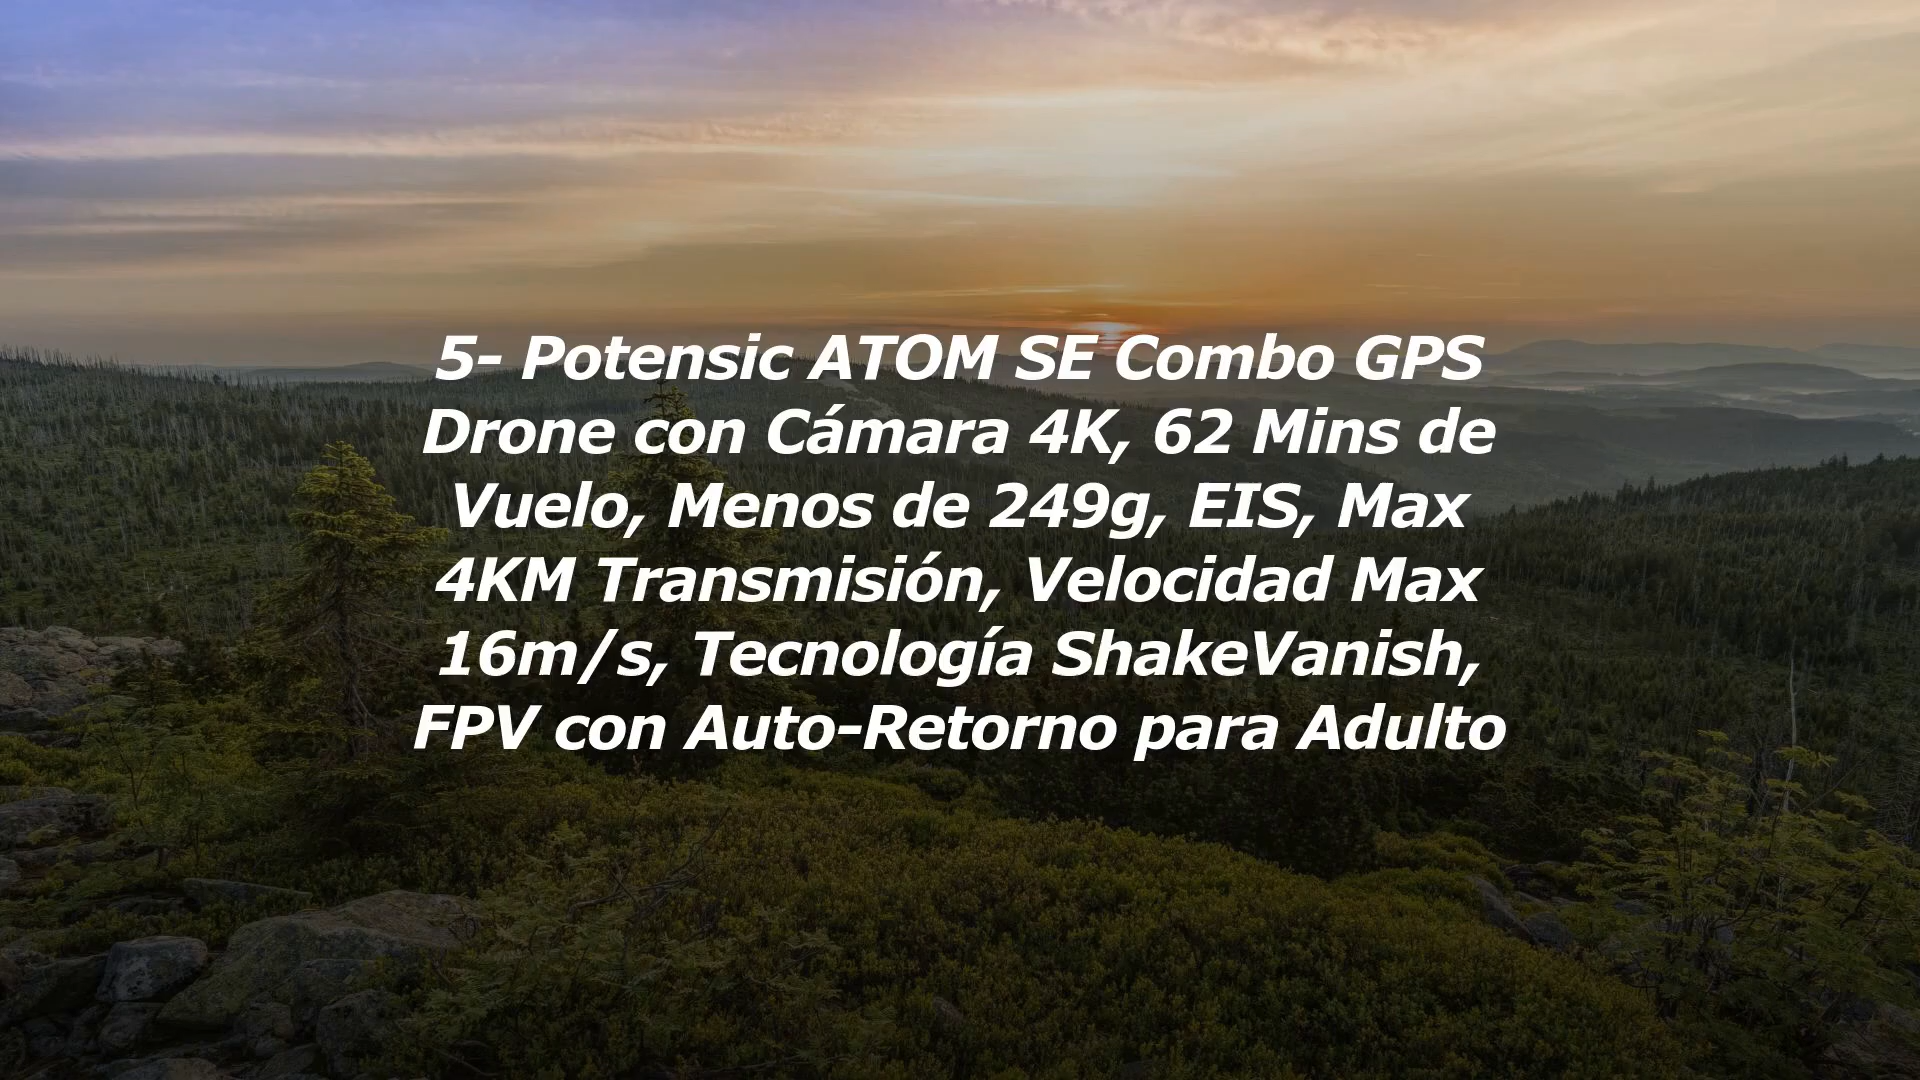 5- Potensic ATOM SE Combo GPS
Drone con Cámara 4K, 62 Mins de
Vuelo, Menos de 249g, EIS, Max
4KM Transmisión, Velocidad Max
16m/s, Tecnología ShakeVanish,
FPV con Auto-Retorno para Adulto